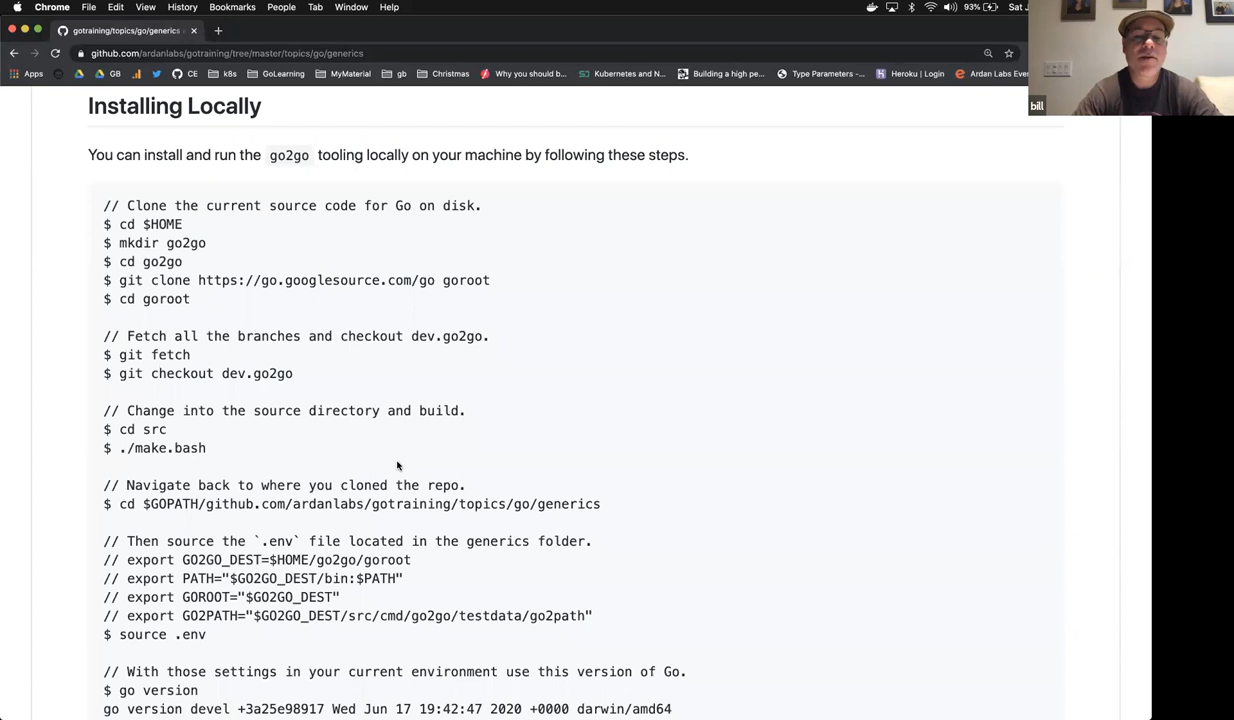 Chrome File Edit View History Bookmarks People Tab Window Help 93% Sat J
gotraining/topics/go/generics
github.com/ardanlabs/gotraining/tree/master/topics/go/generics
Apps GB CE k8s GoLearning MyMaterial gb Christmas Why you should b... Kubernetes and N... Building a high pe... Type Parameters -... Heroku | Login Ardan Labs Eve
bill
Installing Locally
You can install and run the go2go tooling locally on your machine by following these steps.
// Clone the current source code for Go on disk.
$ cd $HOME
$ mkdir go2go
$ cd go2go
$ git clone https://go.googlesource.com/go goroot
$ cd goroot
// Fetch all the branches and checkout dev.go2go.
$ git fetch
$ git checkout dev.go2go
// Change into the source directory and build.
$ cd src
$ ./make.bash
// Navigate back to where you cloned the repo.
$ cd $GOPATH/github.com/ardanlabs/gotraining/topics/go/generics
// Then source the `.env` file located in the generics folder.
// export GO2GO_DEST=$HOME/go2go/goroot
// export PATH="$GO2GO_DEST/bin:$PATH"
// export GOROOT="$GO2GO_DEST"
// export GO2PATH="$GO2GO_DEST/src/cmd/go2go/testdata/go2path"
$ source .env
// With those settings in your current environment use this version of Go.
$ go version
go version devel +3a25e98917 Wed Jun 17 19:42:47 2020 +0000 darwin/amd64